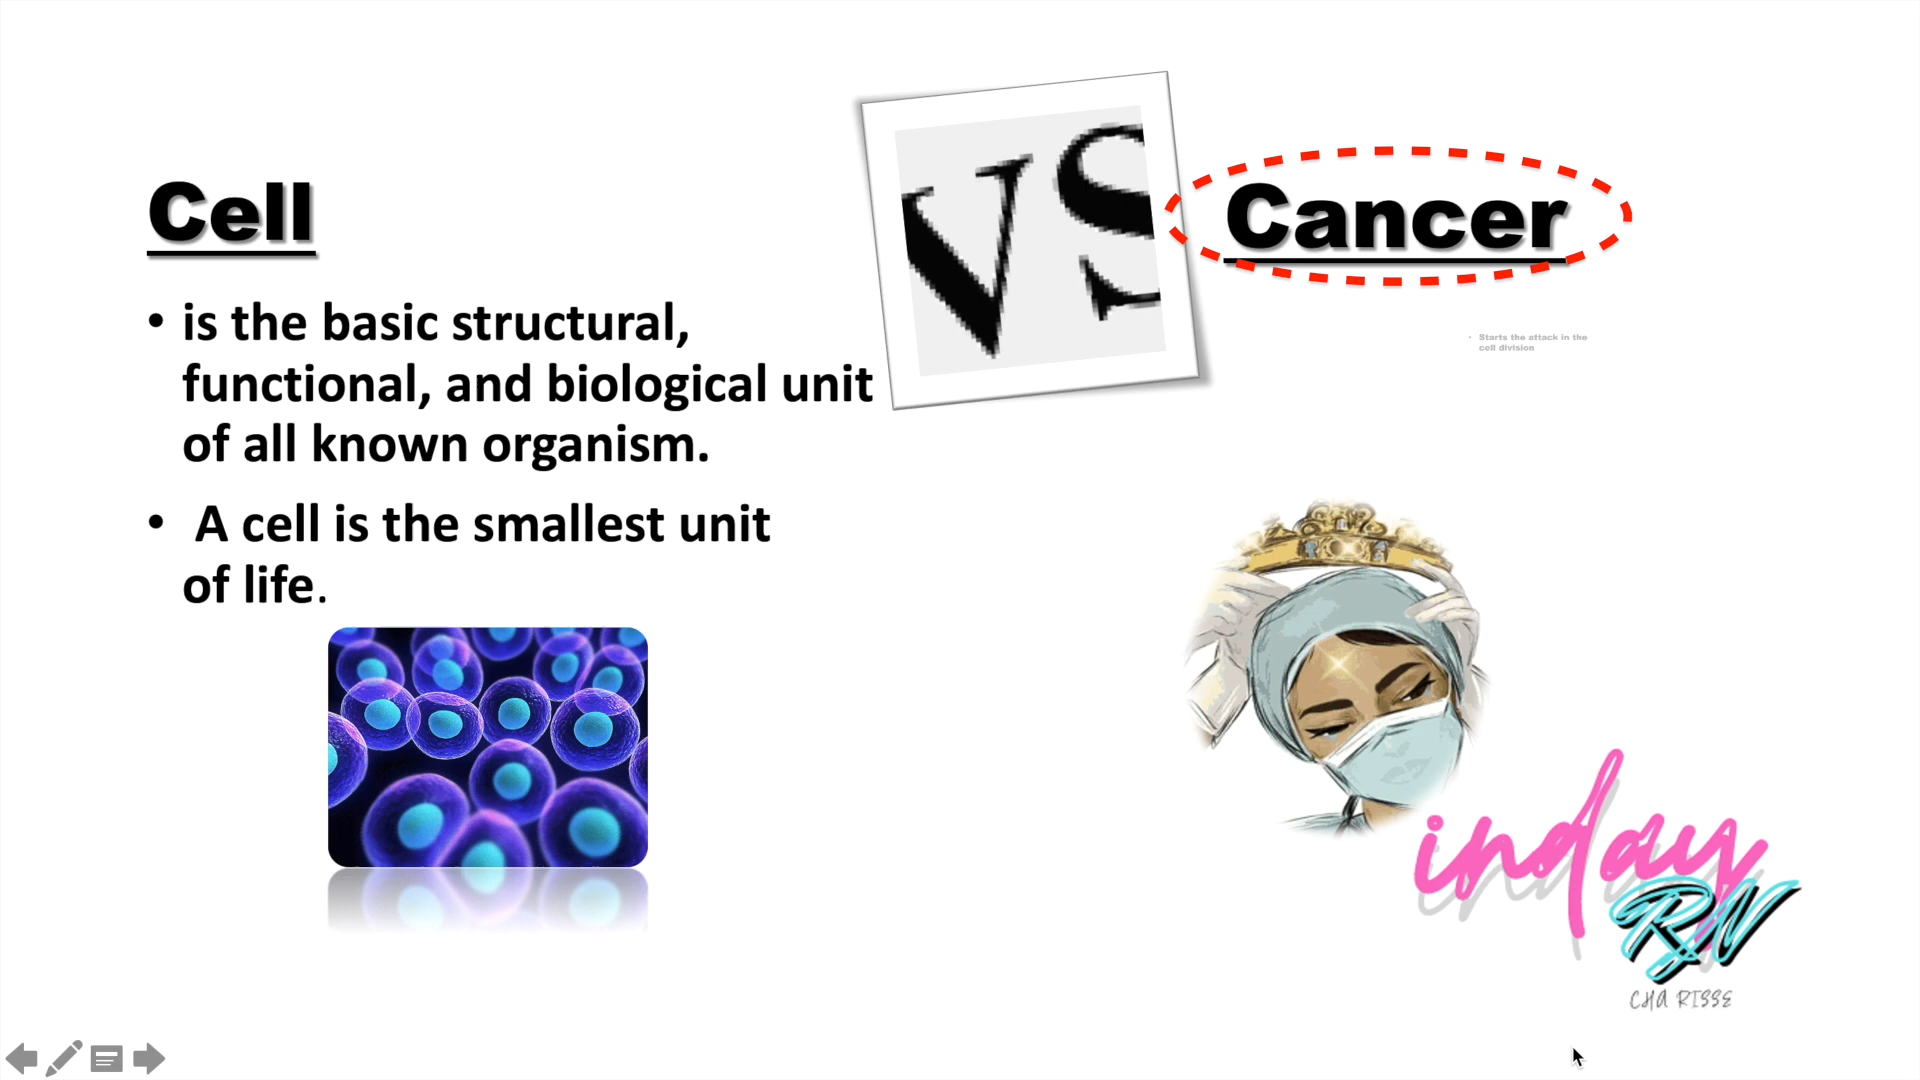 Cell
• is the basic structural,
functional, and biological unit
of all known organism.
• A cell is the smallest unit
of life.
VS
Cancer
• Starts the attack in the
cell division
inday
RN
CHA RISSE